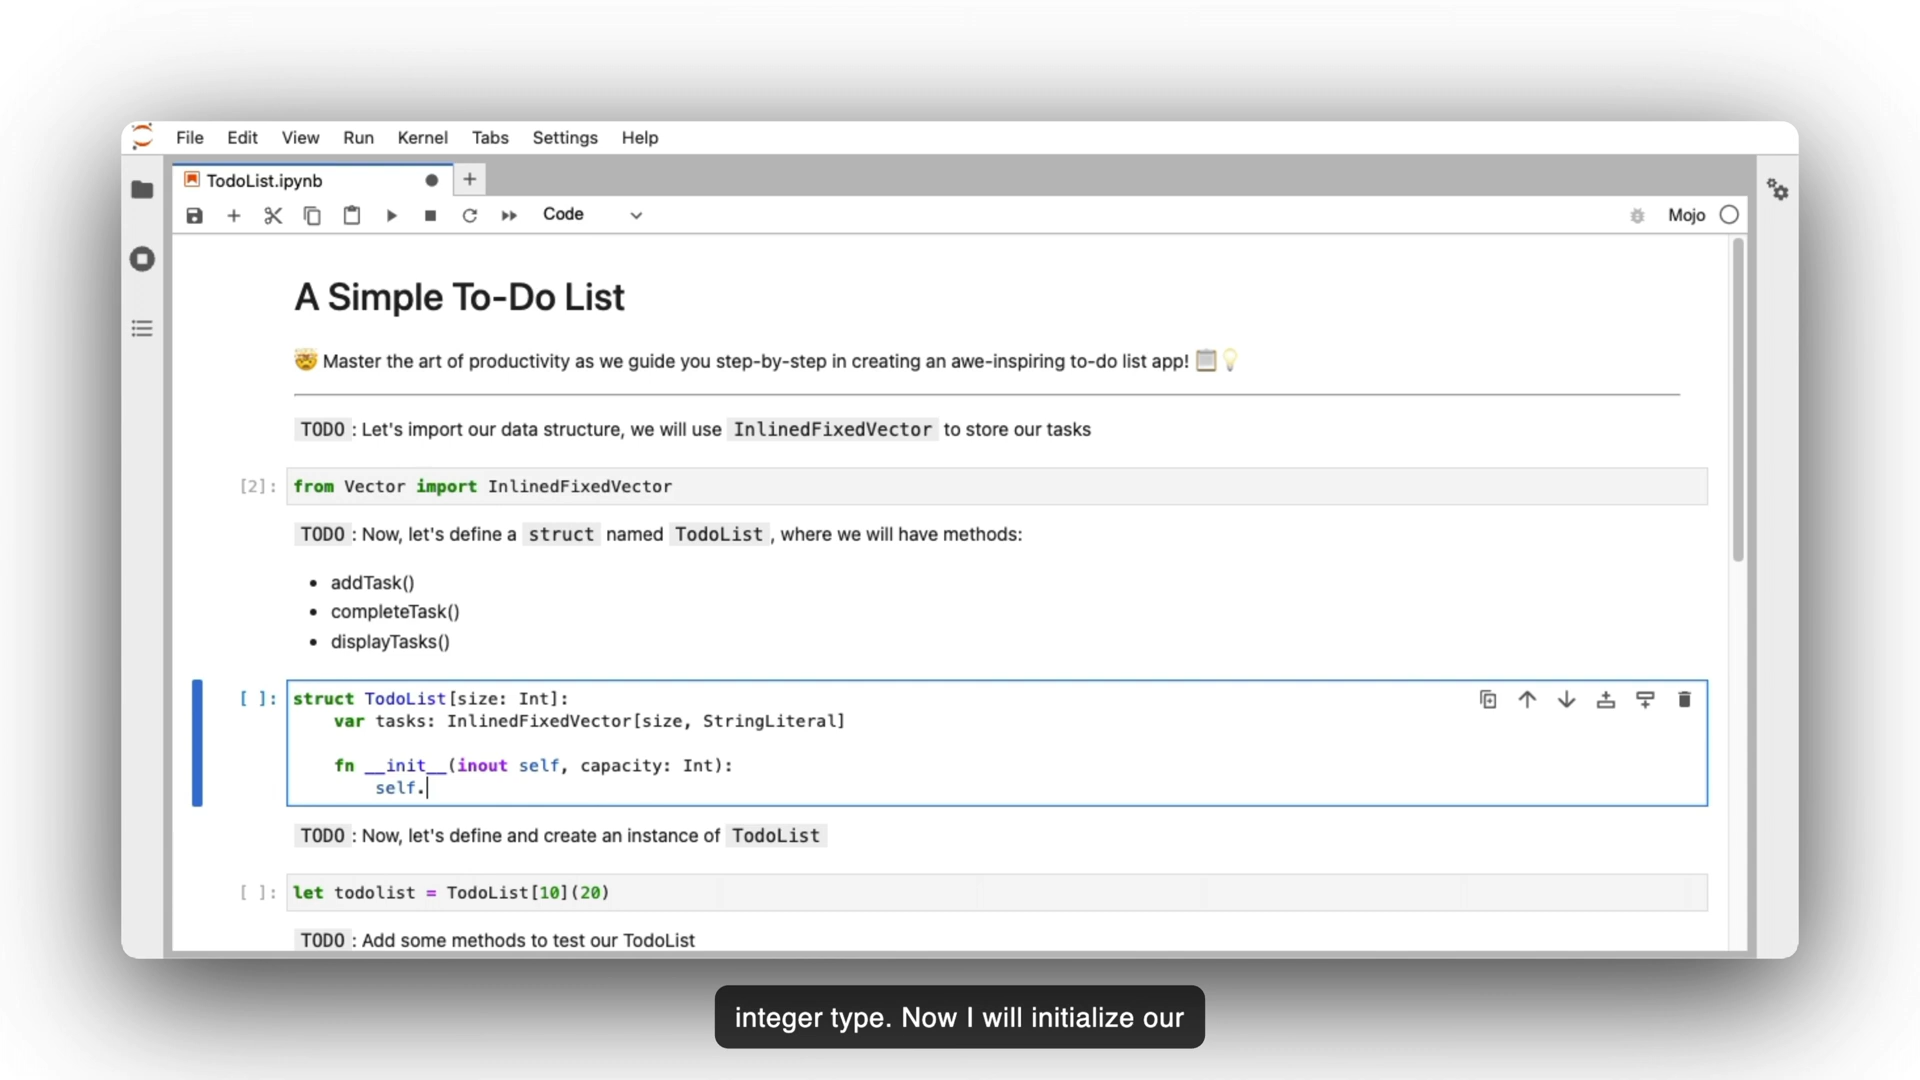 File Edit View Run Kernel Tabs Settings Help
TodoList.ipynb
Code
Mojo
A Simple To-Do List
🤯 Master the art of productivity as we guide you step-by-step in creating an awe-inspiring to-do list app! 📋💡
TODO : Let's import our data structure, we will use InlinedFixedVector to store our tasks
[2]: from Vector import InlinedFixedVector
TODO : Now, let's define a struct named TodoList , where we will have methods:
• addTask()
• completeTask()
• displayTasks()
[ ]: struct TodoList[size: Int]:
var tasks: InlinedFixedVector[size, StringLiteral]
fn __init__(inout self, capacity: Int):
self.
TODO : Now, let's define and create an instance of TodoList
[ ]: let todolist = TodoList[10](20)
TODO : Add some methods to test our TodoList
integer type. Now I will initialize our